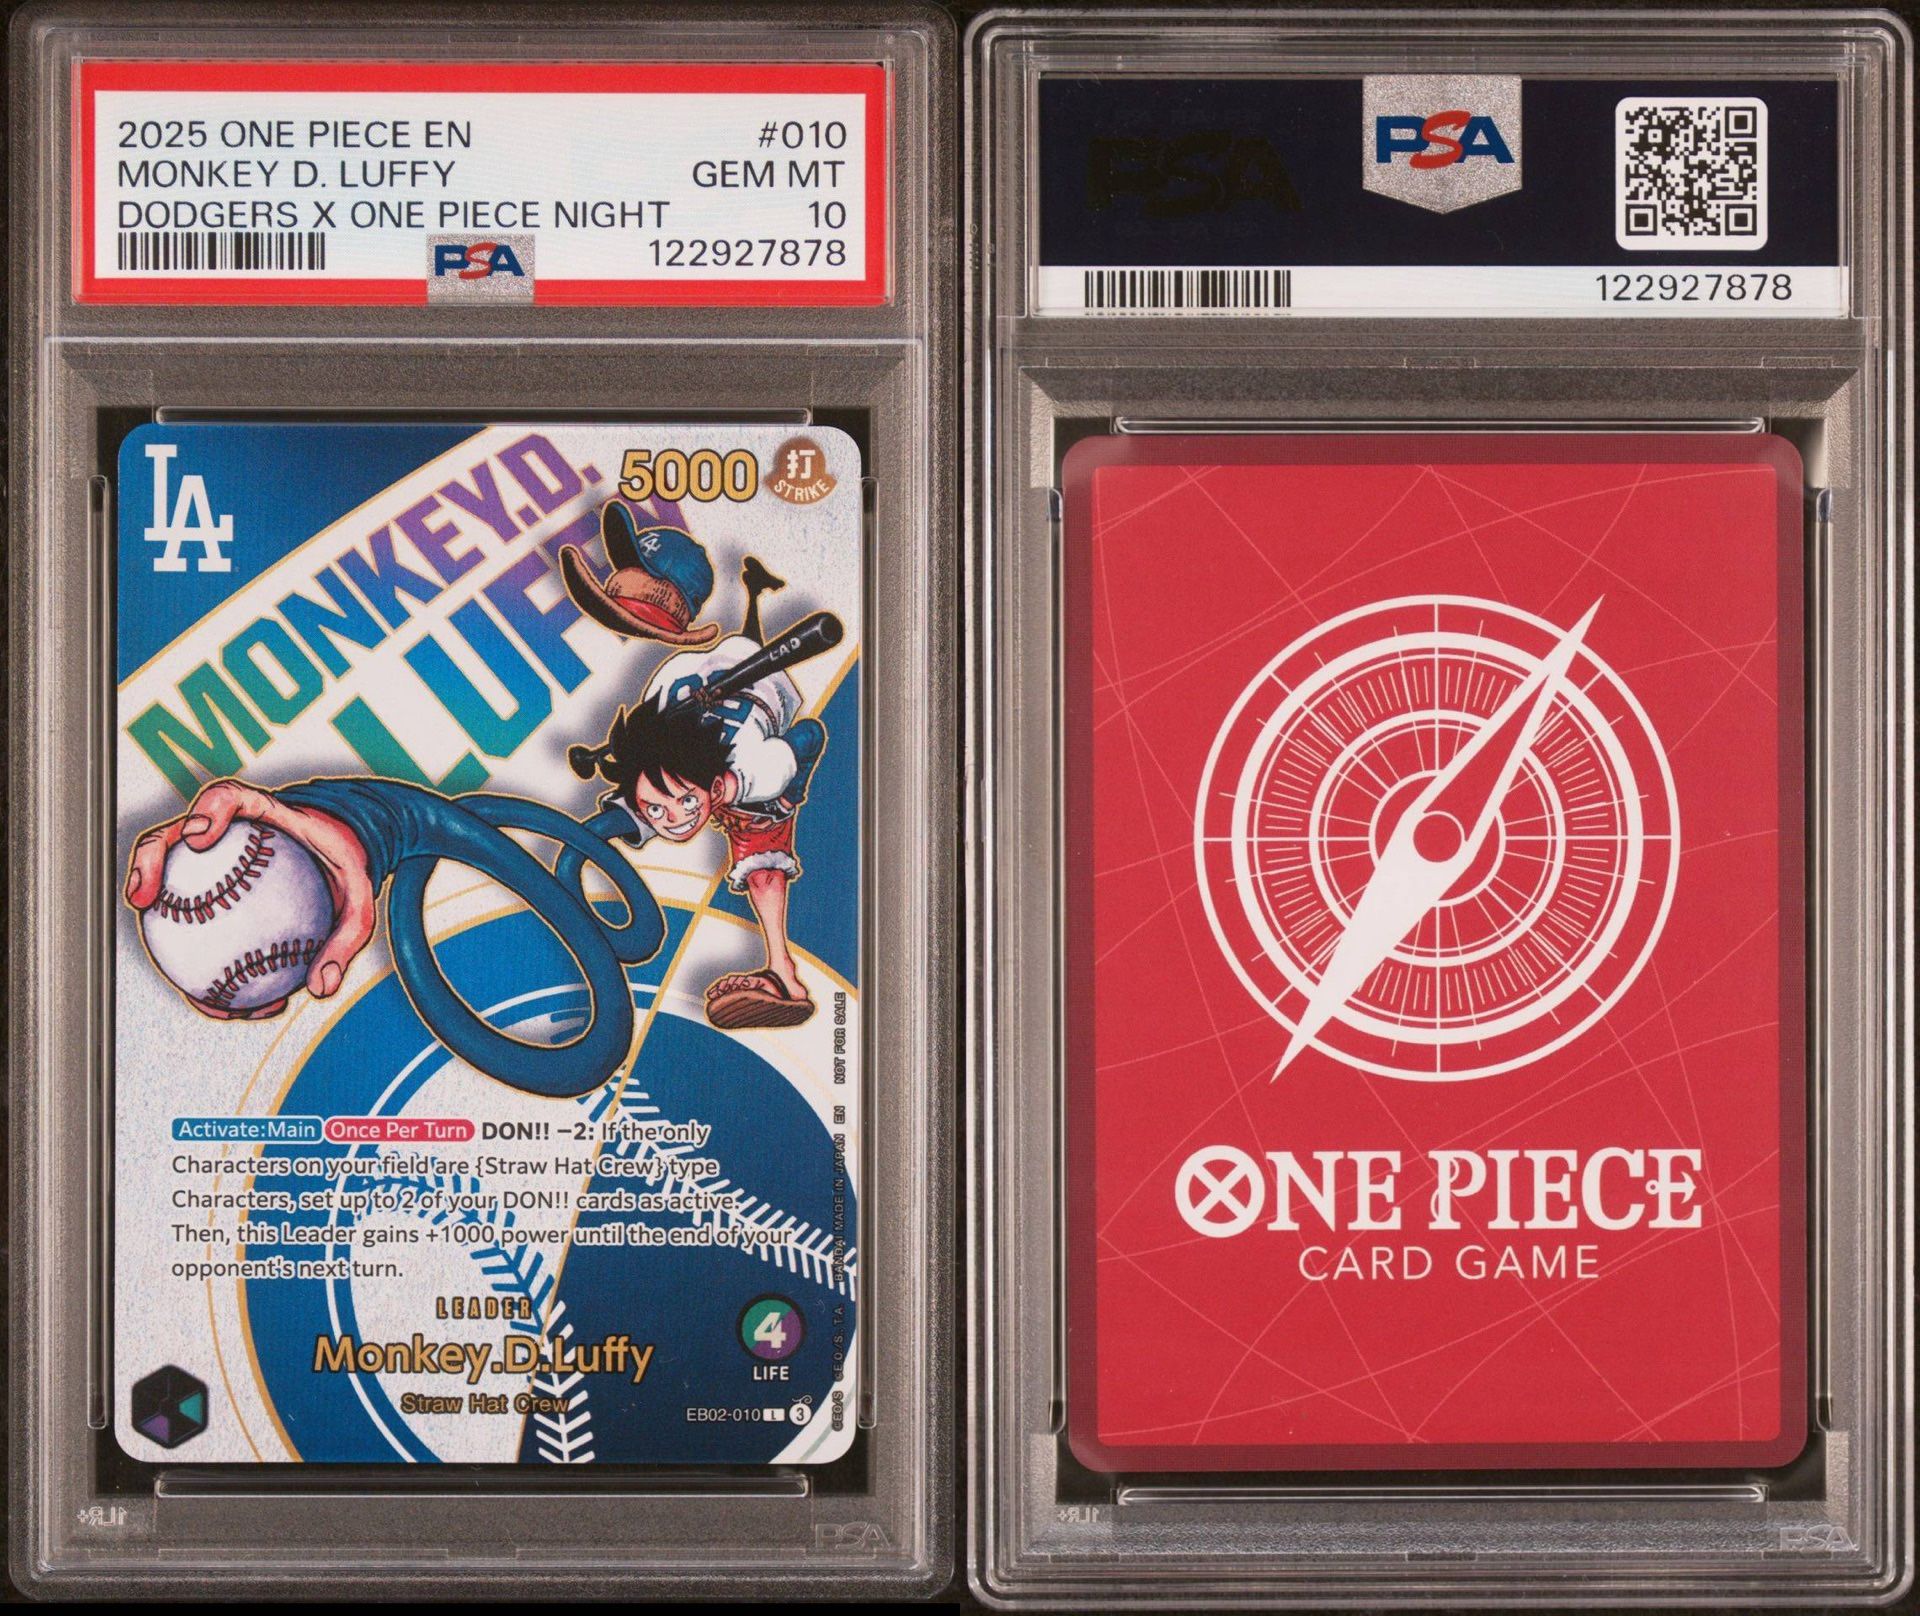 2025 ONE PIECE EN #010
MONKEY D. LUFFY GEM MT
DODGERS X ONE PIECE NIGHT 10
PSA 122927878
LA
MONKEY.D.
LUFFY
5000
打
STRIKE
LA
LAD
NOT FOR SALE
BANDAI MADE IN JAPAN EN
Activate:Main Once Per Turn DON!! −2: If the only
Characters on your field are {Straw Hat Crew} type
Characters, set up to 2 of your DON!! cards as active.
Then, this Leader gains +1000 power until the end of your
opponent's next turn.
LEADER
Monkey.D.Luffy
Straw Hat Crew
4
LIFE
EB02-010 L 3
PSA
PSA
PSA
122927878
ONE PIECE
CARD GAME
PSA